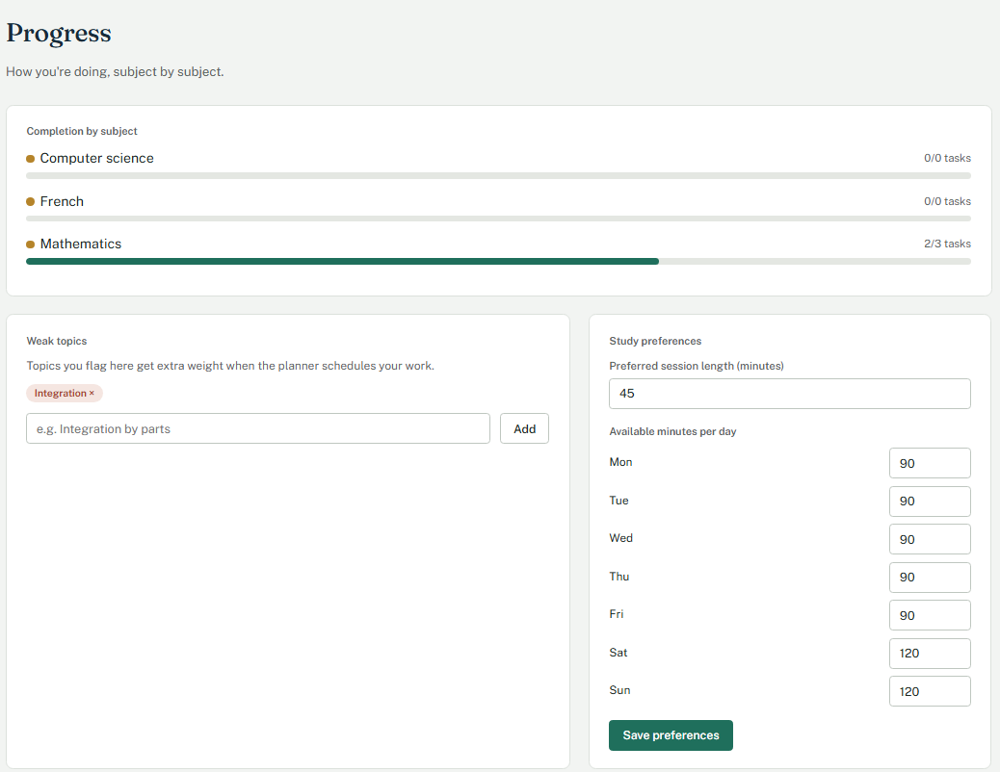 Progress
How you're doing, subject by subject.
Completion by subject
Computer science 0/0 tasks
French 0/0 tasks
Mathematics 2/3 tasks
Weak topics
Topics you flag here get extra weight when the planner schedules your work.
Integration ×
e.g. Integration by parts
Add
Study preferences
Preferred session length (minutes)
45
Available minutes per day
Mon 90
Tue 90
Wed 90
Thu 90
Fri 90
Sat 120
Sun 120
Save preferences